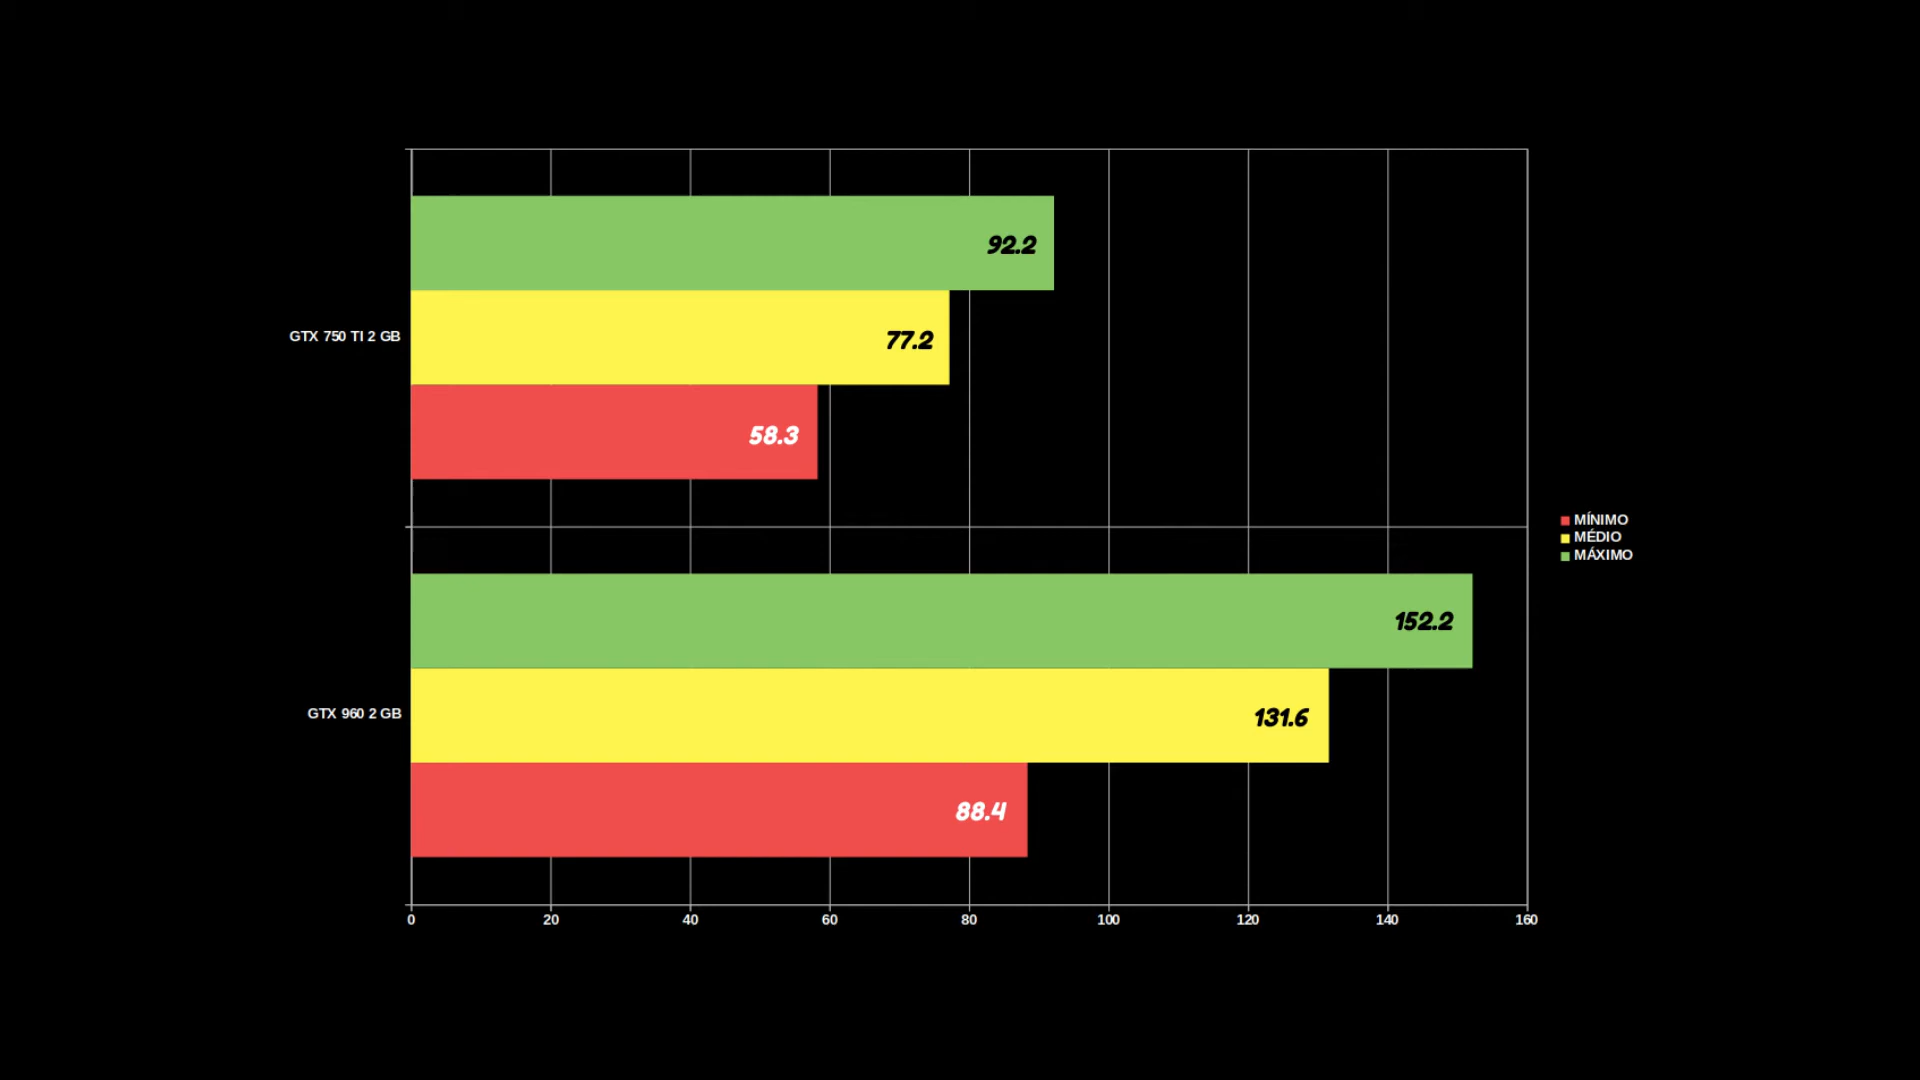 92.2
GTX 750 TI 2 GB
77.2
58.3
MÍNIMO
MÉDIO
MÁXIMO
152.2
GTX 960 2 GB
131.6
88.4
0 20 40 60 80 100 120 140 160